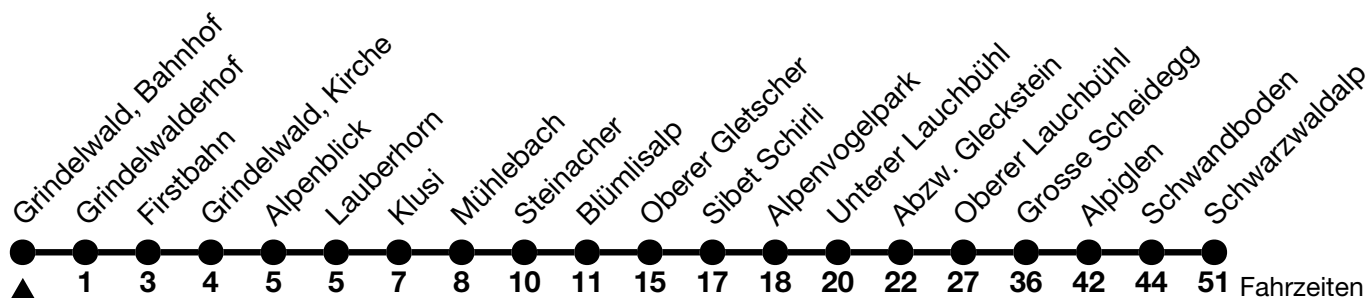 Grindelwald, Bahnhof
Grindelwalderhof
Firstbahn
Grindelwald, Kirche
Alpenblick
Lauberhorn
Klusi
Mühlebach
Steinacher
Blümlisalp
Oberer Gletscher
Sibet Schirli
Alpenvogelpark
Unterer Lauchbühl
Abzw. Gleckstein
Oberer Lauchbühl
Grosse Scheidegg
Alpiglen
Schwandboden
Schwarzwaldalp
1 3 4 5 5 7 8 10 11 15 17 18 20 22 27 36 42 44 51 Fahrzeiten